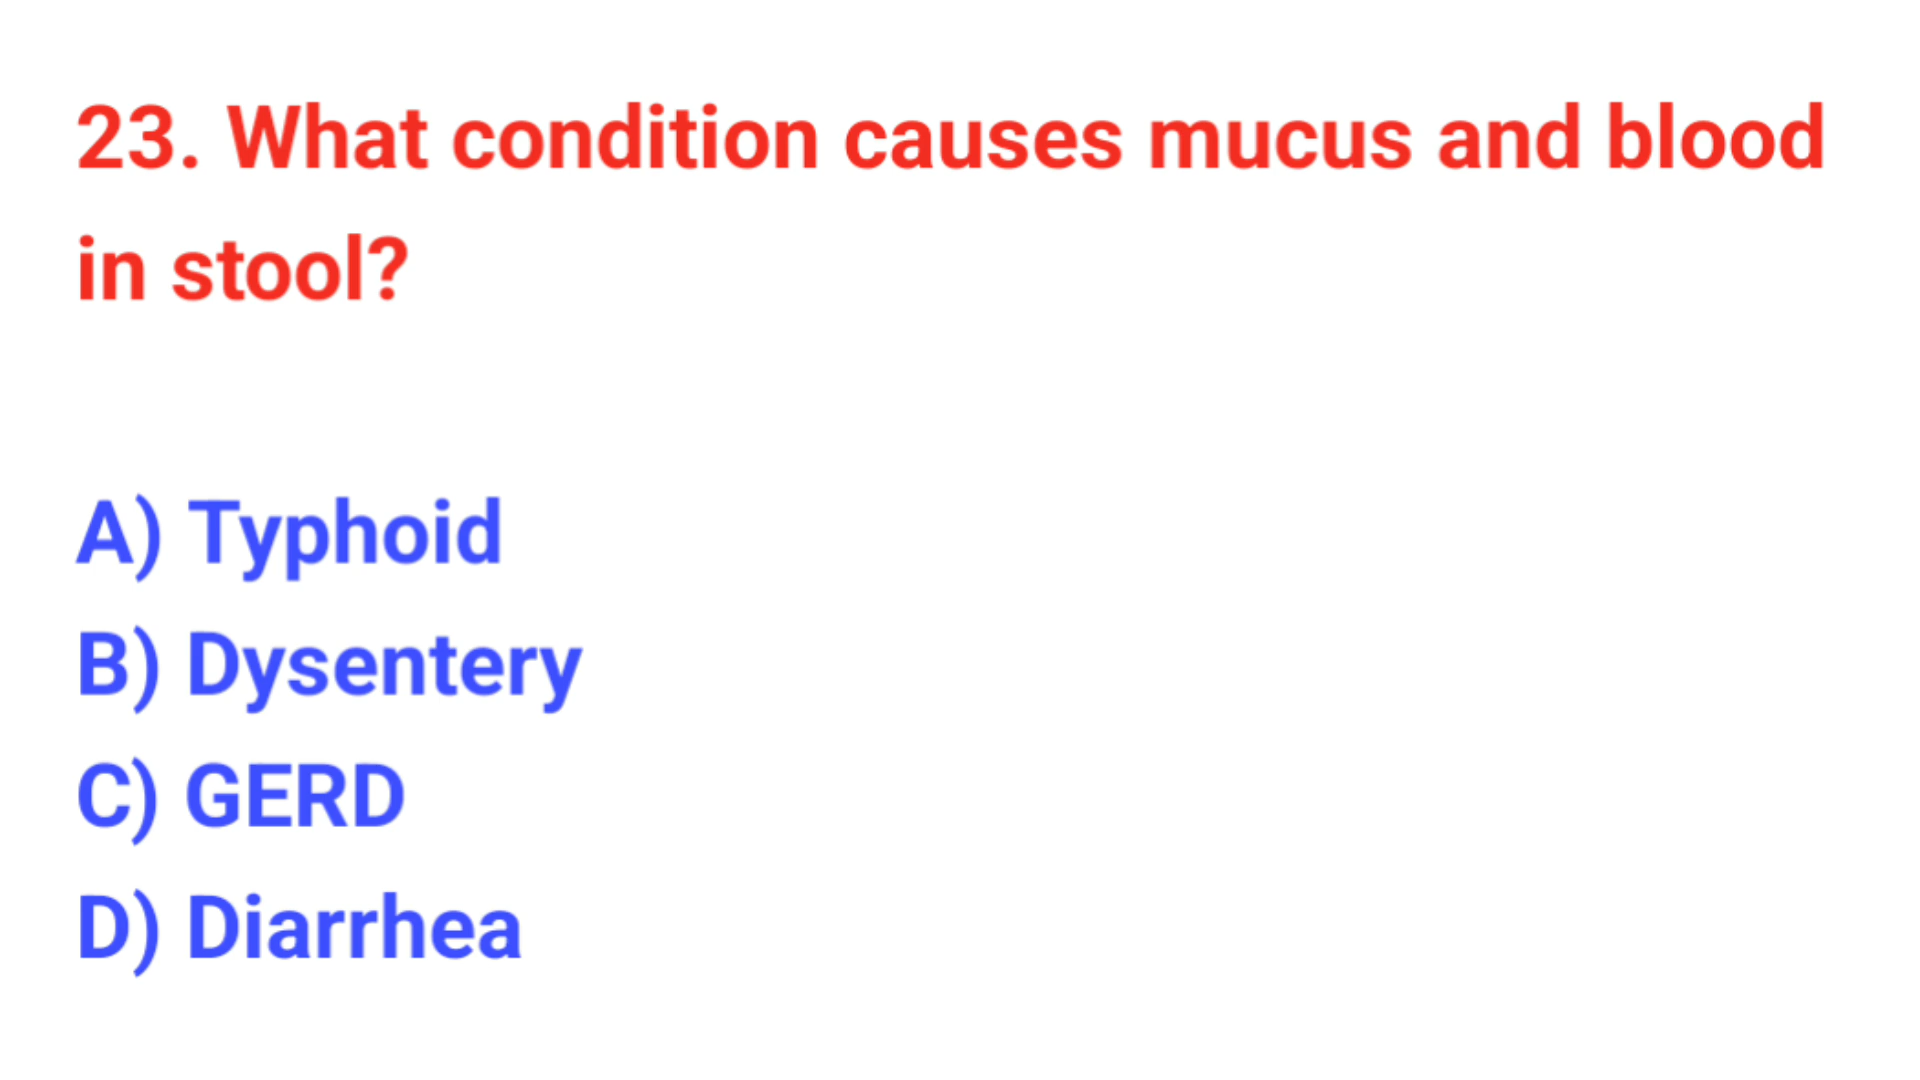 23. What condition causes mucus and blood
in stool?
A) Typhoid
B) Dysentery
C) GERD
D) Diarrhea